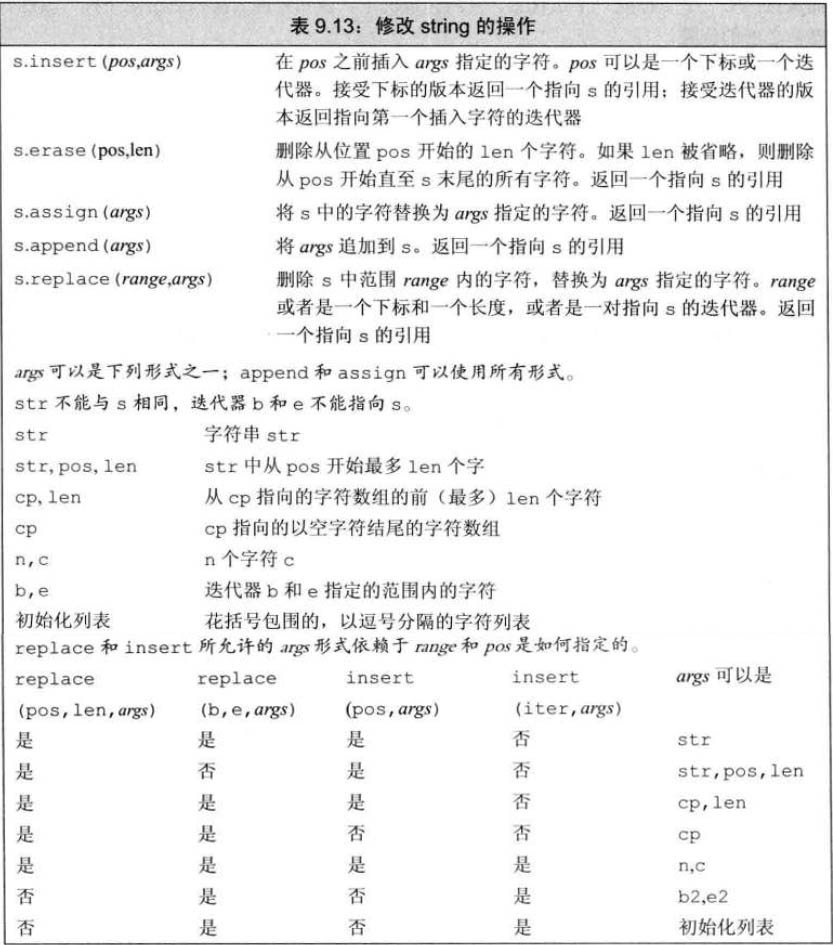 表 9.13：修改 string 的操作
s.insert(pos,args) 在 pos 之前插入 args 指定的字符。pos 可以是一个下标或一个迭
代器。接受下标的版本返回一个指向 s 的引用；接受迭代器的版
本返回指向第一个插入字符的迭代器
s.erase(pos,len) 删除从位置 pos 开始的 len 个字符。如果 len 被省略，则删除
从 pos 开始直至 s 末尾的所有字符。返回一个指向 s 的引用
s.assign(args) 将 s 中的字符替换为 args 指定的字符。返回一个指向 s 的引用
s.append(args) 将 args 追加到 s。返回一个指向 s 的引用
s.replace(range,args) 删除 s 中范围 range 内的字符，替换为 args 指定的字符。range
或者是一个下标和一个长度，或者是一对指向 s 的迭代器。返回
一个指向 s 的引用
args 可以是下列形式之一；append 和 assign 可以使用所有形式。
str 不能与 s 相同，迭代器 b 和 e 不能指向 s。
str 字符串 str
str,pos,len str 中从 pos 开始最多 len 个字
cp,len 从 cp 指向的字符数组的前（最多）len 个字符
cp cp 指向的以空字符结尾的字符数组
n,c n 个字符 c
b,e 迭代器 b 和 e 指定的范围内的字符
初始化列表 花括号包围的，以逗号分隔的字符列表
replace 和 insert 所允许的 args 形式依赖于 range 和 pos 是如何指定的。
replace replace insert insert args 可以是
(pos,len,args) (b,e,args) (pos,args) (iter,args)
是 是 是 否 str
是 否 是 否 str,pos,len
是 是 是 否 cp,len
是 是 否 否 cp
是 是 是 是 n,c
否 是 否 是 b2,e2
否 是 否 是 初始化列表